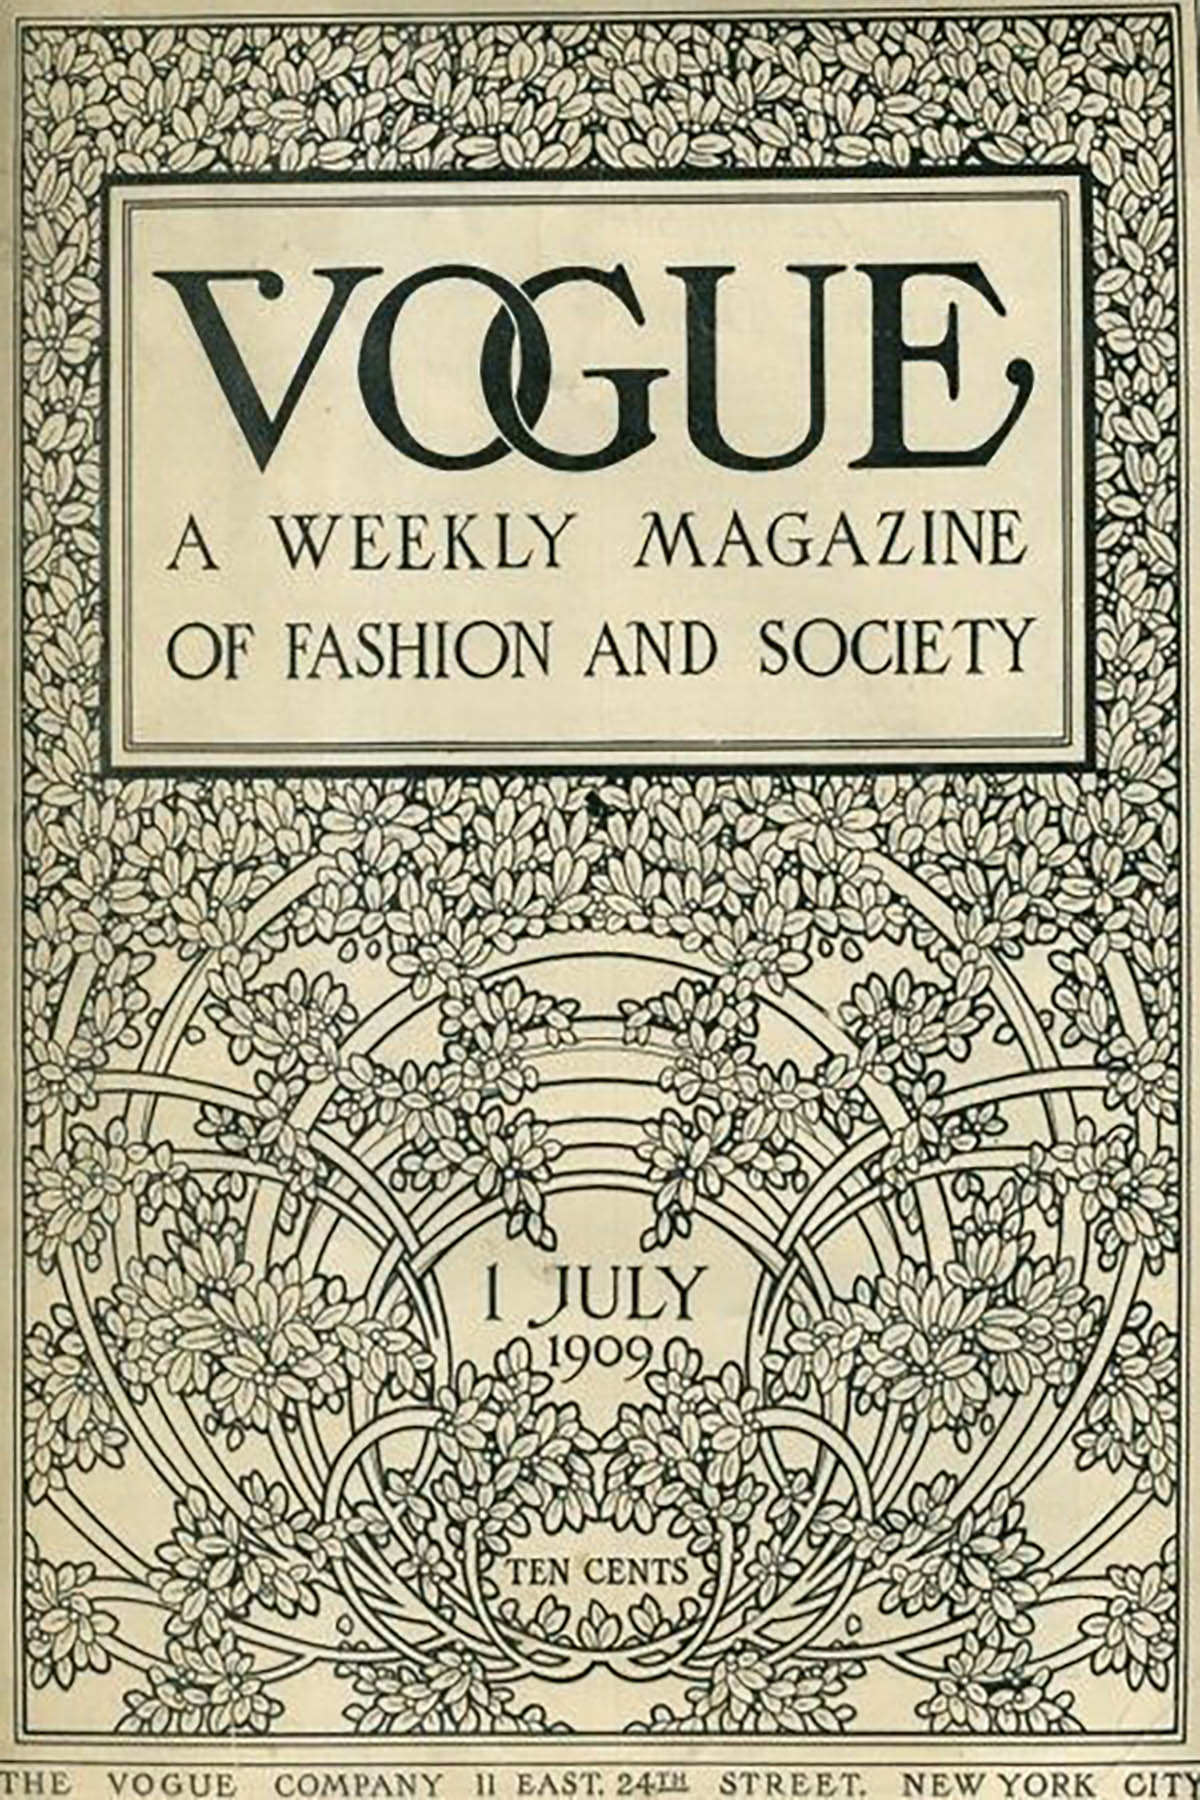 VOGUE
A WEEKLY MAGAZINE
OF FASHION AND SOCIETY
1 JULY
1909
TEN CENTS
THE VOGUE COMPANY 11 EAST. 24TH STREET. NEW YORK CITY